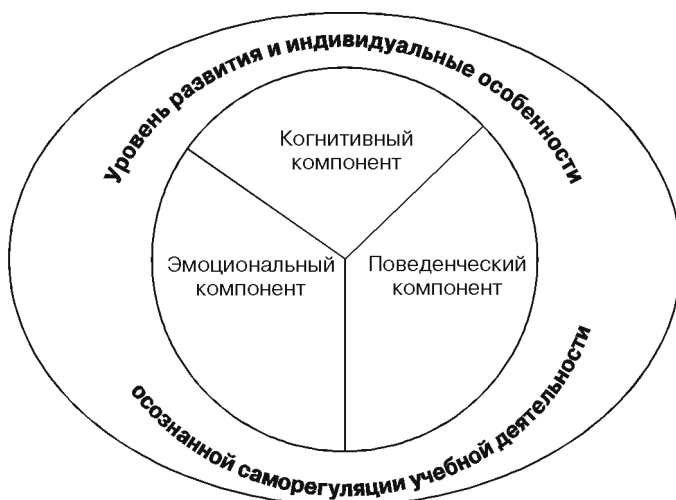 Уровень развития и индивидуальные особенности
Когнитивный
компонент
Эмоциональный
компонент
Поведенческий
компонент
осознанной саморегуляции учебной деятельности